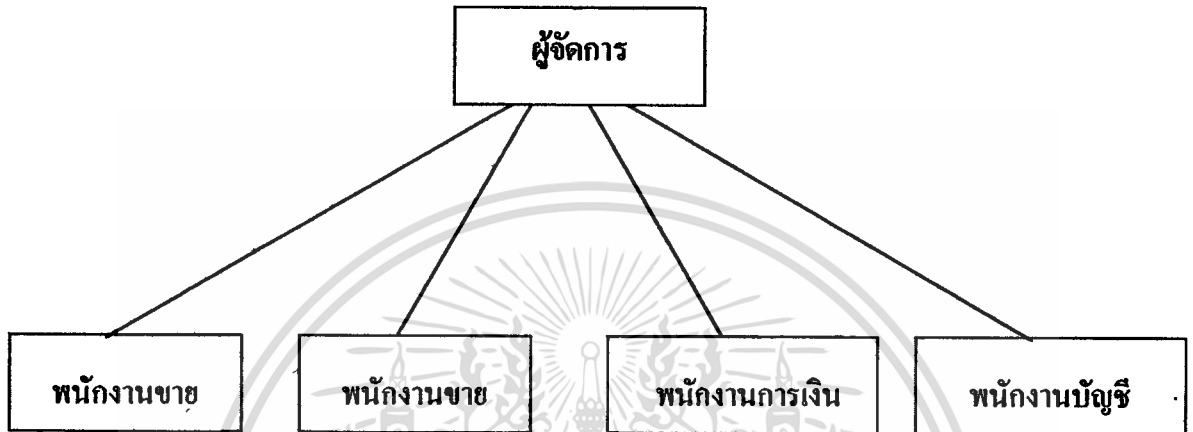 ผู้จัดการ
พนักงานขาย
พนักงานขาย
พนักงานการเงิน
พนักงานบัญชี